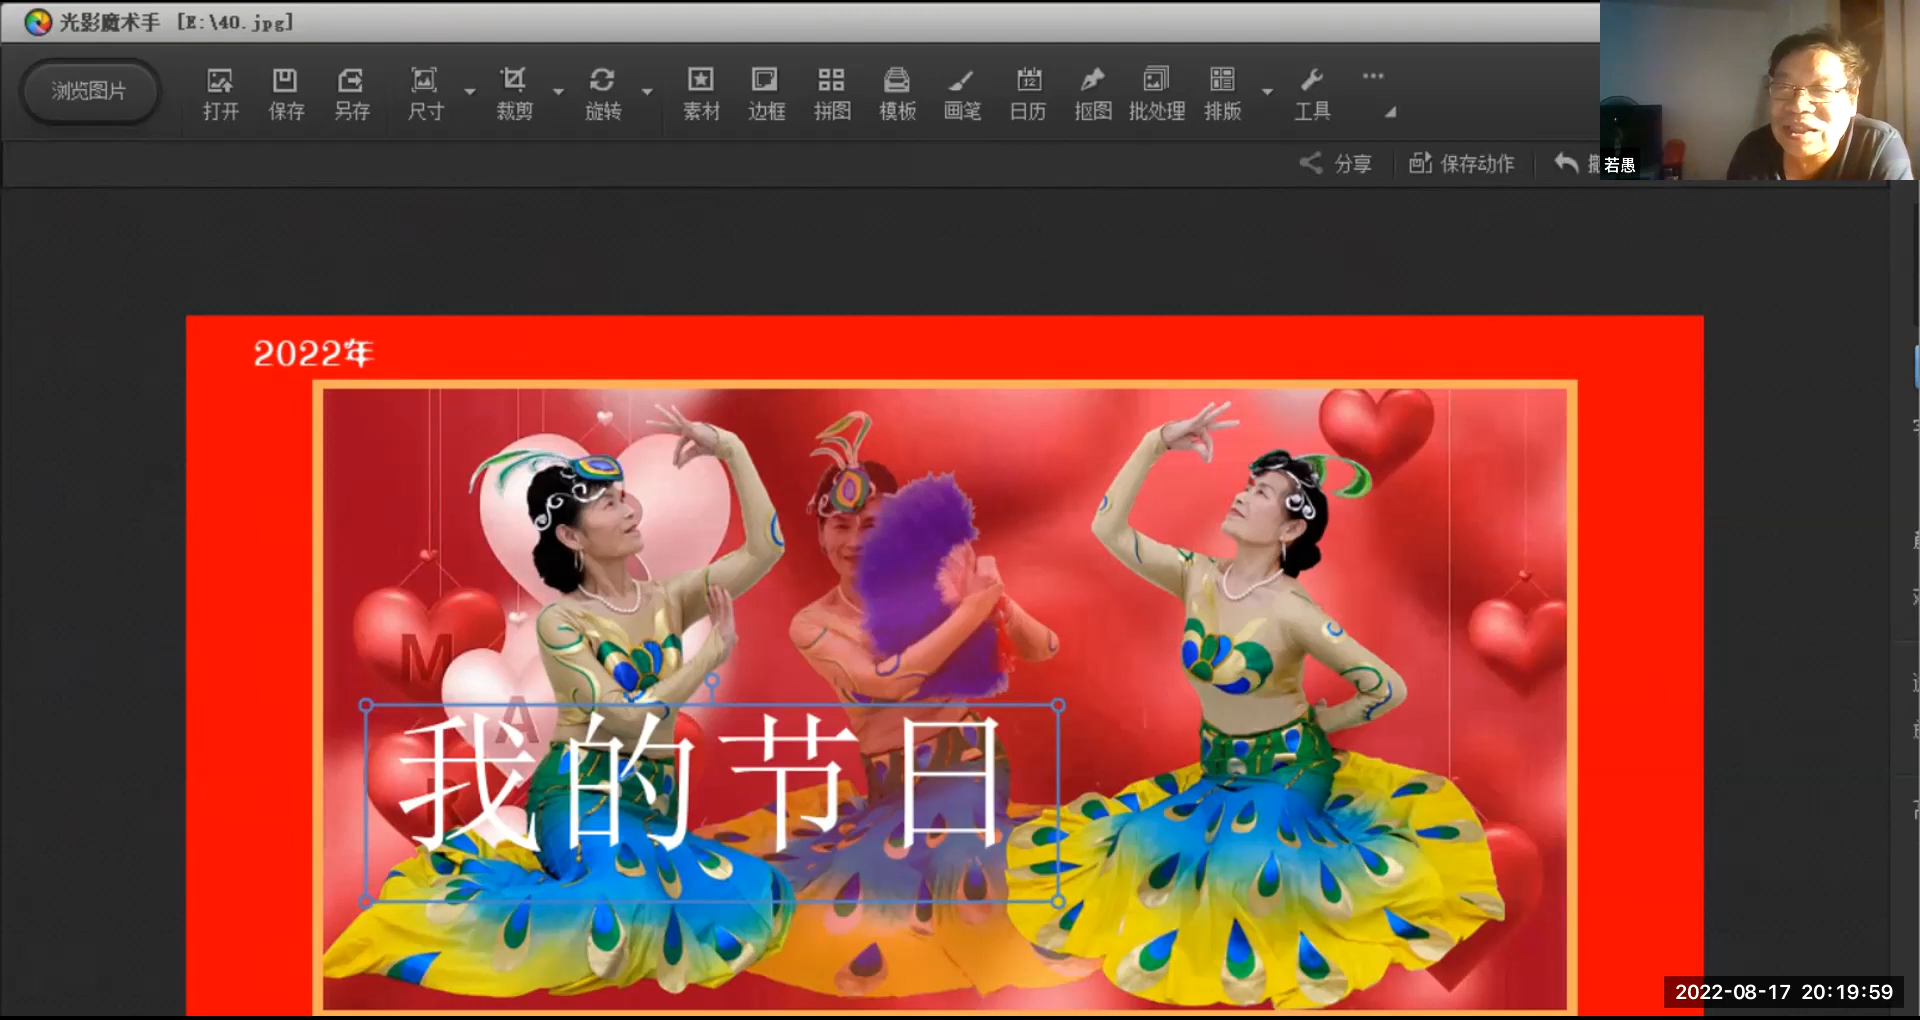 光影魔术手 [E:\40.jpg]
浏览图片
打开 保存 另存 尺寸 裁剪 旋转 素材 边框 拼图 模板 画笔 日历 抠图 批处理 排版 工具
分享 保存动作
若愚
2022年
M
A
R
我的节日
2022-08-17 20:19:59